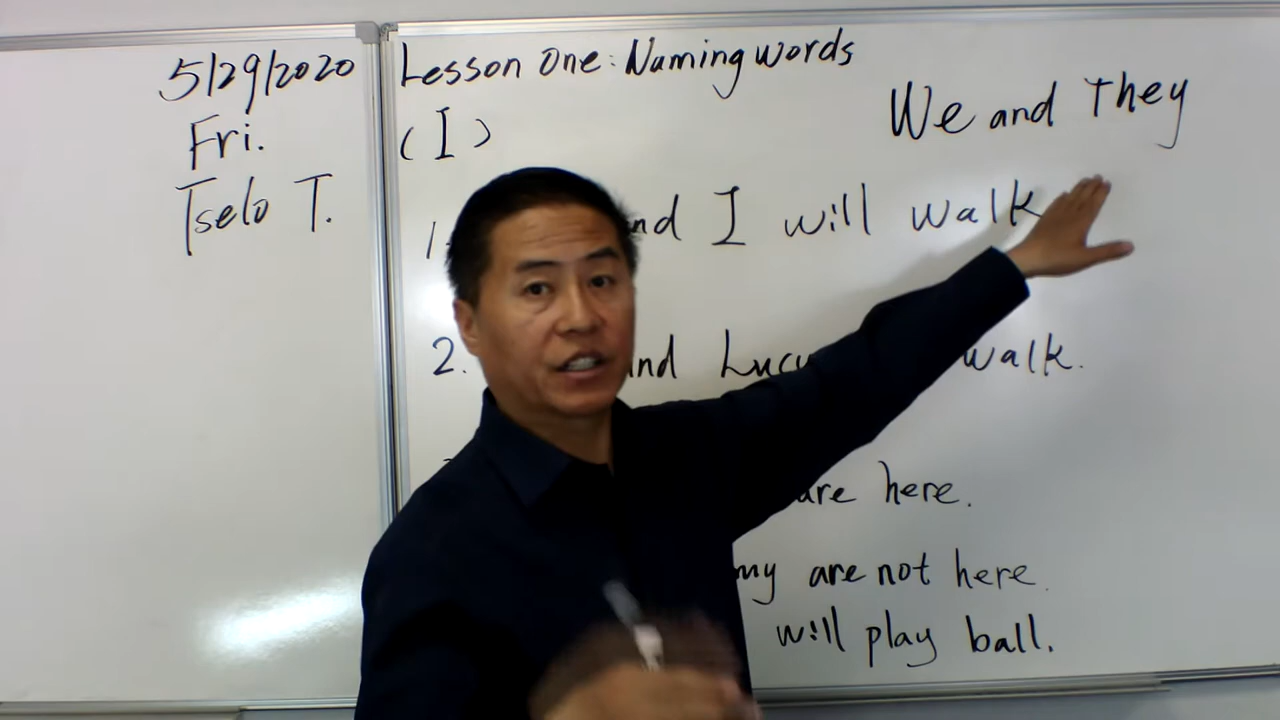 5/29/2020
Fri.
Tselo T.
Lesson One: Naming words
(I)
We and They
1. and I will walk
2. and Lucy walk.
are here.
are not here.
will play ball.